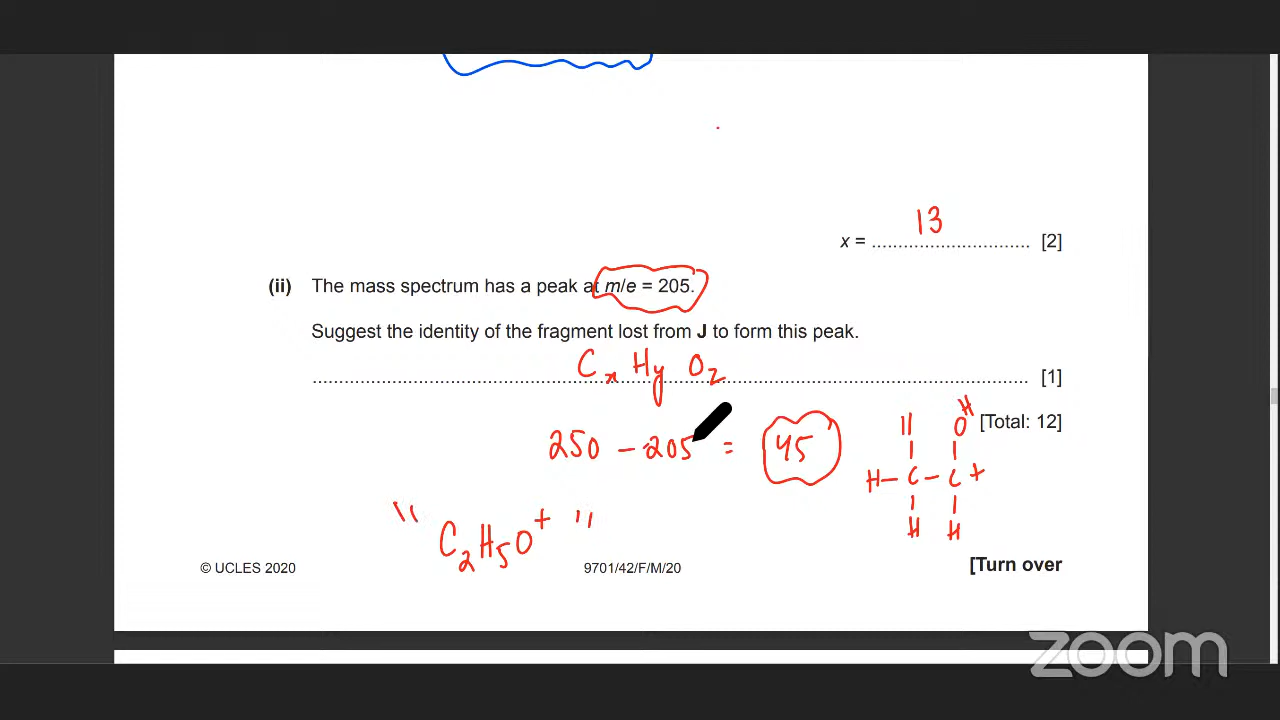 13
x = .............................. [2]
(ii) The mass spectrum has a peak at m/e = 205.
Suggest the identity of the fragment lost from J to form this peak.
CxHyO2
[1]
[Total: 12]
250 - 205 = 45
H OH
H - C - C +
H H
" C2H5O+ "
© UCLES 2020 9701/42/F/M/20 [Turn over
zoom